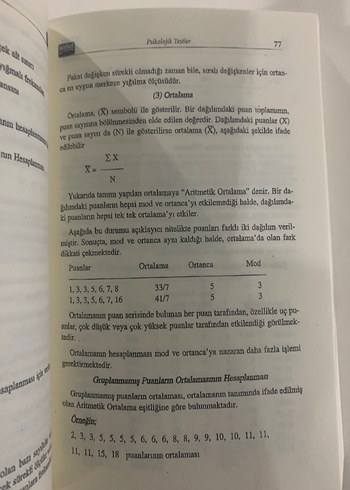 Psikolojik Testler 77
Fakat değişken sürekli olmadığı zaman bile, sıralı değişkenler için ortan-
ca en uygun merkeze yığılma ölçüsüdür.
(3) Ortalama
Ortalama, (X̄) sembolü ile gösterilir. Bir dağılımdaki puan toplamının,
puan sayısına bölünmesinden elde edilen değerdir. Dağılımdaki puanlar (X)
ve puan sayısı da (N) ile gösterilirse ortalama (X̄), aşağıdaki şekilde ifade
edilebilir
Σ X
X̄ =
N
Yukarıda tanımı yapılan ortalamaya "Aritmetik Ortalama" denir. Bir da-
ğılımdaki puanların hepsi mod ve ortanca'yı etkilemediği halde, dağılımda-
ki puanların hepsi tek tek ortalama'yı etkiler.
Aşağıda bu durumu açıklayıcı nitelikte puanları farklı iki dağılım veril-
miştir. Sonuçta, mod ve ortanca aynı kaldığı halde, ortalama'da olan fark
dikkati çekmektedir.
Puanlar Ortalama Ortanca Mod
1, 3, 3, 5, 6, 7, 8 33/7 5 3
1, 3, 3, 5, 6, 7, 16 41/7 5 3
Ortalamanın puan serisinde bulunan her puan tarafından, özellikle uç pu-
anlar, çok düşük veya çok yüksek puanlar tarafından etkilendiği görülmek-
tedir.
Ortalamanın hesaplanması mod ve ortanca'ya nazaran daha fazla işlemi
gerektirmektedir.
Gruplanmamış Puanların Ortalamasının Hesaplanması
Gruplanmamış puanların ortalaması, ortalamanın tanımında ifade edilmiş
olan Aritmetik Ortalama eşitliğine göre bulunmaktadır.
Örneğin;
2, 3, 3, 5, 5, 5, 5, 6, 6, 6, 8, 8, 9, 9, 10, 10, 11, 11,
11, 11, 15, 18 puanlarının ortalaması